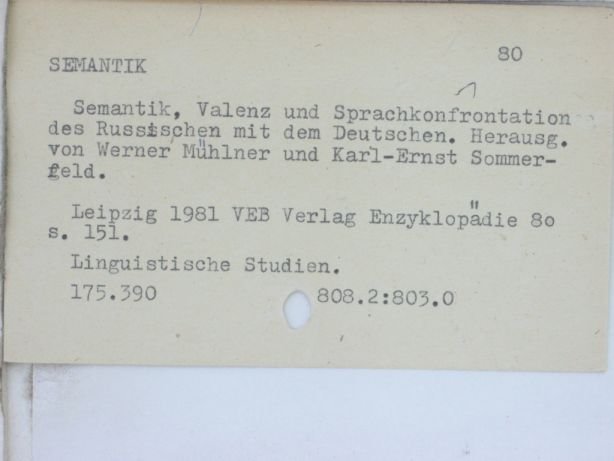 80
SEMANTIK
Semantik, Valenz und Sprachkonfrontation
des Russischen mit dem Deutschen. Herausg.
von Werner Mühlner und Karl-Ernst Sommer-
feld.
Leipzig 1981 VEB Verlag Enzyklopädie 8o
s. 151.
Linguistische Studien.
175.390 808.2:803.0